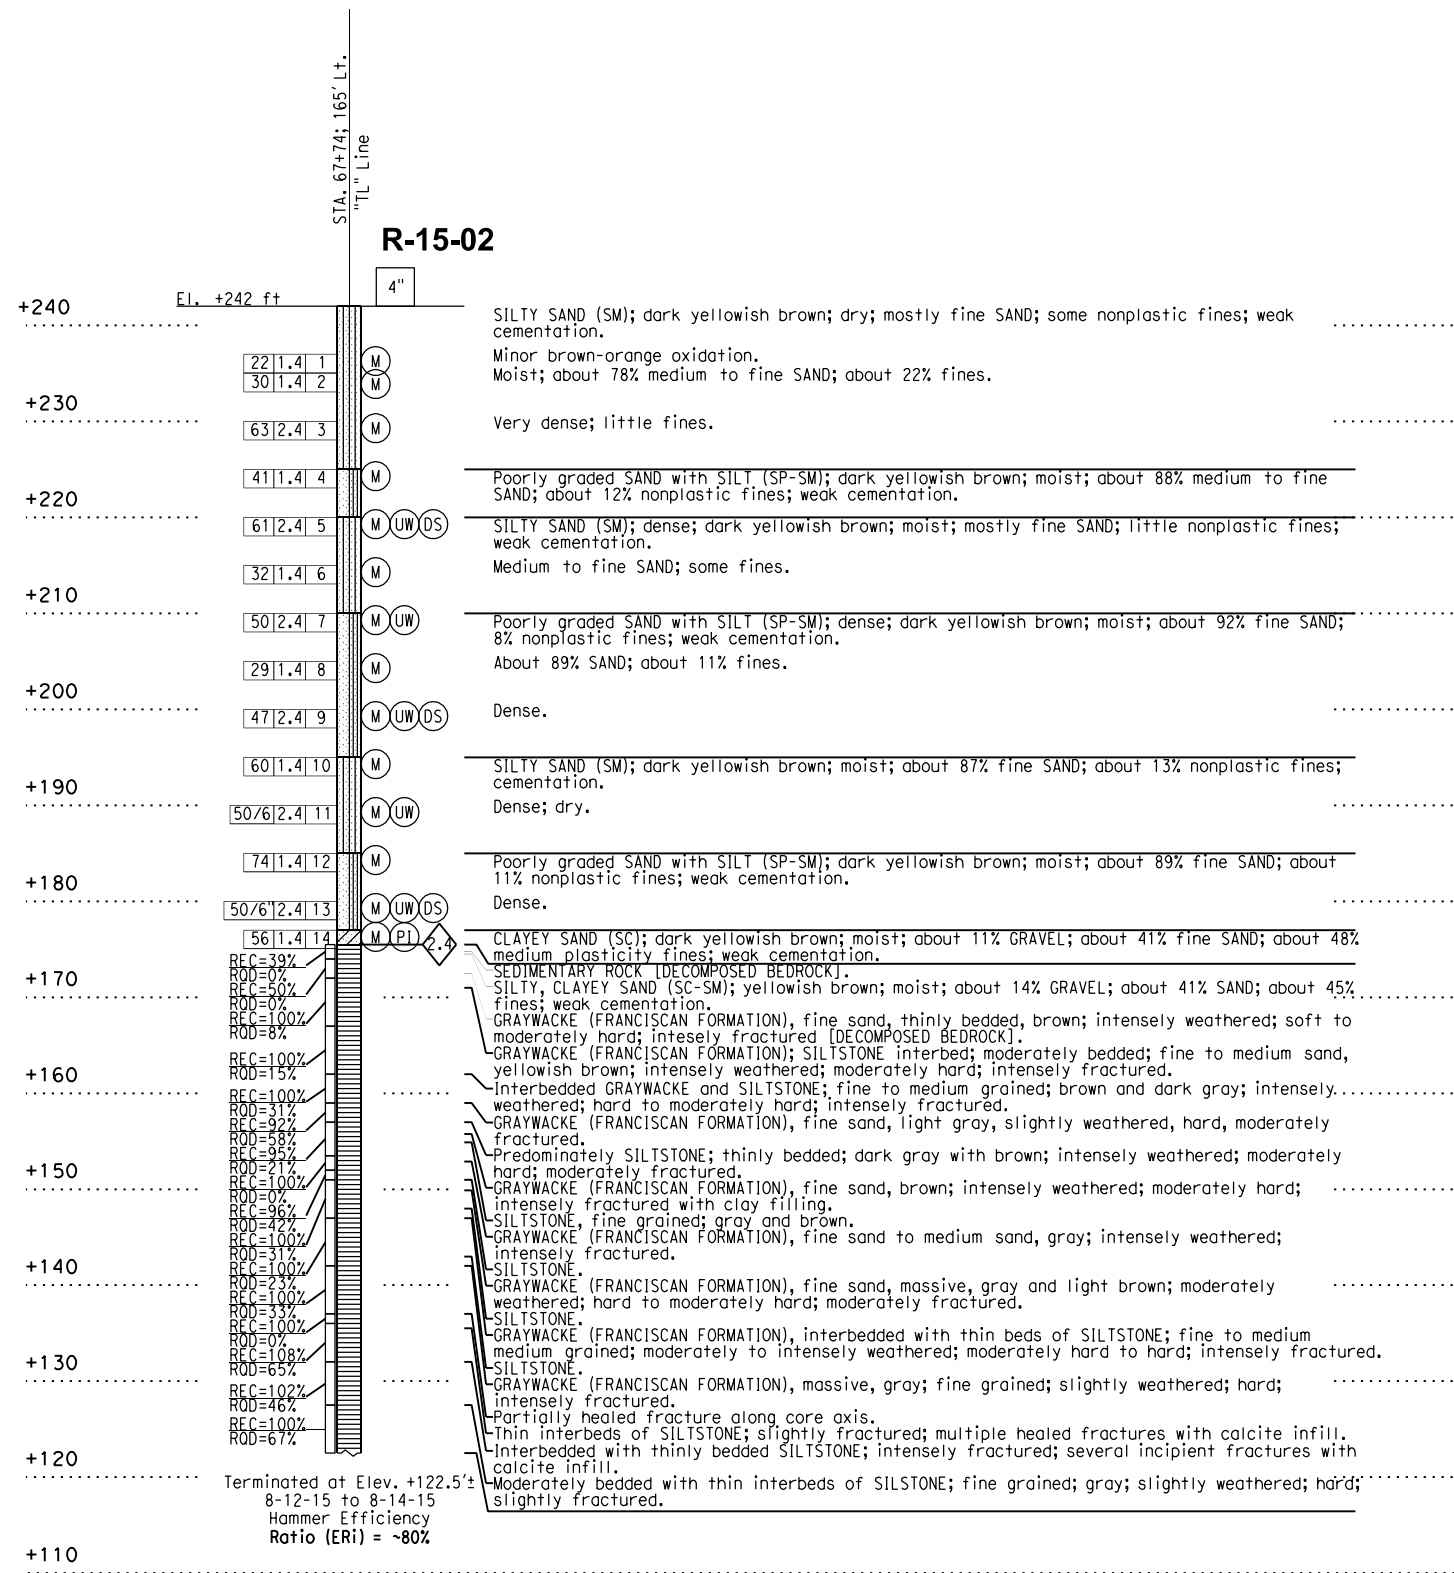 STA. 67+74; 165' Lt.
"TL" Line
R-15-02
4"
El. +242 ft
+240
SILTY SAND (SM); dark yellowish brown; dry; mostly fine SAND; some nonplastic fines; weak
cementation.
22 1.4 1 M
Minor brown-orange oxidation.
30 1.4 2 M
Moist; about 78% medium to fine SAND; about 22% fines.
+230
63 2.4 3 M
Very dense; little fines.
41 1.4 4 M
Poorly graded SAND with SILT (SP-SM); dark yellowish brown; moist; about 88% medium to fine
SAND; about 12% nonplastic fines; weak cementation.
+220
61 2.4 5 M UW DS
SILTY SAND (SM); dense; dark yellowish brown; moist; mostly fine SAND; little nonplastic fines;
weak cementation.
32 1.4 6 M
Medium to fine SAND; some fines.
+210
50 2.4 7 M UW
Poorly graded SAND with SILT (SP-SM); dense; dark yellowish brown; moist; about 92% fine SAND;
8% nonplastic fines; weak cementation.
29 1.4 8 M
About 89% SAND; about 11% fines.
+200
47 2.4 9 M UW DS
Dense.
60 1.4 10 M
SILTY SAND (SM); dark yellowish brown; moist; about 87% fine SAND; about 13% nonplastic fines;
cementation.
+190
50/6 2.4 11 M UW
Dense; dry.
74 1.4 12 M
Poorly graded SAND with SILT (SP-SM); dark yellowish brown; moist; about 89% fine SAND; about
11% nonplastic fines; weak cementation.
+180
50/6" 2.4 13 M UW DS
Dense.
56 1.4 14 M PI 2.4
CLAYEY SAND (SC); dark yellowish brown; moist; about 11% GRAVEL; about 41% fine SAND; about 48%
medium plasticity fines; weak cementation.
SEDIMENTARY ROCK [DECOMPOSED BEDROCK].
SILTY, CLAYEY SAND (SC-SM); yellowish brown; moist; about 14% GRAVEL; about 41% SAND; about 45%
fines; weak cementation.
GRAYWACKE (FRANCISCAN FORMATION), fine sand, thinly bedded, brown; intensely weathered; soft to
moderately hard; intesely fractured [DECOMPOSED BEDROCK].
GRAYWACKE (FRANCISCAN FORMATION); SILTSTONE interbed; moderately bedded; fine to medium sand,
yellowish brown; intensely weathered; moderately hard; intensely fractured.
Interbedded GRAYWACKE and SILTSTONE; fine to medium grained; brown and dark gray; intensely
weathered; hard to moderately hard; intensely fractured.
GRAYWACKE (FRANCISCAN FORMATION), fine sand, light gray, slightly weathered, hard, moderately
fractured.
Predominately SILTSTONE; thinly bedded; dark gray with brown; intensely weathered; moderately
hard; moderately fractured.
GRAYWACKE (FRANCISCAN FORMATION), fine sand, brown; intensely weathered; moderately hard;
intensely fractured with clay filling.
SILTSTONE, fine grained; gray and brown.
GRAYWACKE (FRANCISCAN FORMATION), fine sand to medium sand, gray; intensely weathered;
intensely fractured.
SILTSTONE.
GRAYWACKE (FRANCISCAN FORMATION), fine sand, massive, gray and light brown; moderately
weathered; hard to moderately hard; moderately fractured.
SILTSTONE.
GRAYWACKE (FRANCISCAN FORMATION), interbedded with thin beds of SILTSTONE; fine to medium
medium grained; moderately to intensely weathered; moderately hard to hard; intensely fractured.
SILTSTONE.
GRAYWACKE (FRANCISCAN FORMATION), massive, gray; fine grained; slightly weathered; hard;
intensely fractured.
Partially healed fracture along core axis.
Thin interbeds of SILTSTONE; slightly fractured; multiple healed fractures with calcite infill.
Interbedded with thinly bedded SILTSTONE; intensely fractured; several incipient fractures with
calcite infill.
Moderately bedded with thin interbeds of SILSTONE; fine grained; gray; slightly weathered; hard;
slightly fractured.
REC=39%
RQD=0%
+170
REC=50%
RQD=0%
REC=100%
RQD=8%
REC=100%
RQD=15%
+160
REC=100%
RQD=31%
REC=92%
RQD=58%
REC=95%
RQD=21%
+150
REC=100%
RQD=0%
REC=96%
RQD=42%
REC=100%
RQD=31%
+140
REC=100%
RQD=23%
REC=100%
RQD=33%
REC=100%
RQD=0%
REC=108%
+130
RQD=65%
REC=102%
RQD=46%
REC=100%
RQD=67%
+120
Terminated at Elev. +122.5'±
8-12-15 to 8-14-15
Hammer Efficiency
Ratio (ERi) = ~80%
+110